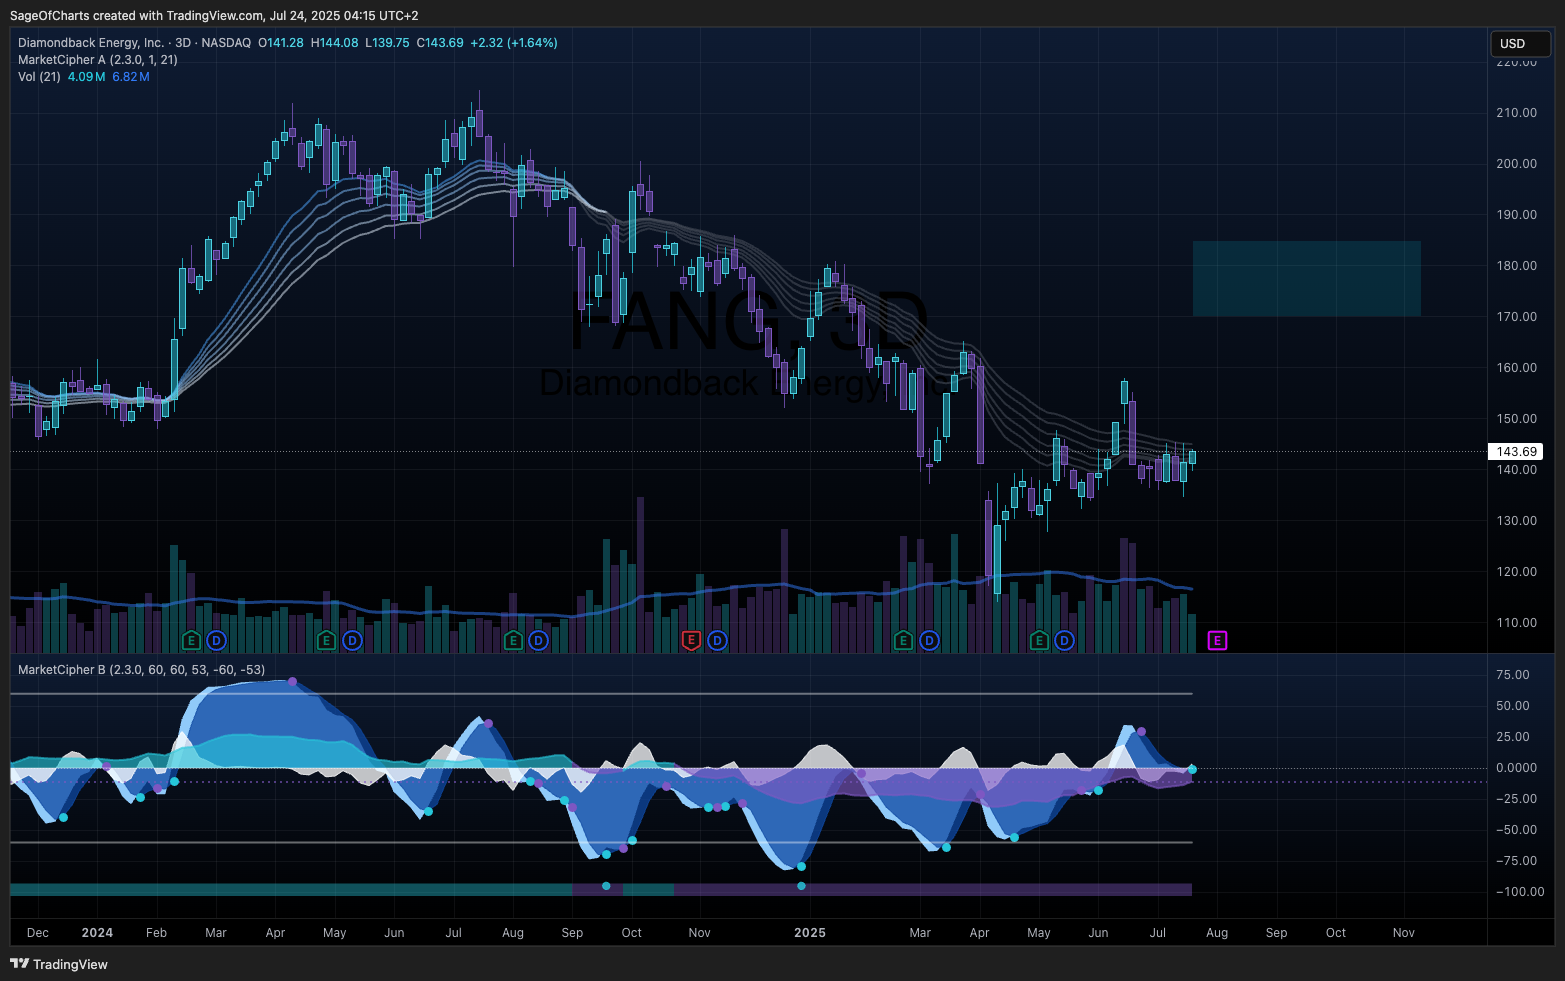 SageOfCharts created with TradingView.com, Jul 24, 2025 04:15 UTC+2
Diamondback Energy, Inc. · 3D · NASDAQ O141.28 H144.08 L139.75 C143.69 +2.32 (+1.64%)
MarketCipher A (2.3.0, 1, 21)
Vol (21) 4.09M 6.82M
USD
220.00
210.00
200.00
190.00
180.00
170.00
160.00
150.00
143.69
140.00
130.00
120.00
110.00
FANG, 3D
Diamondback Energy, Inc.
E D E D E D E D E D E D E
MarketCipher B (2.3.0, 60, 60, 53, -60, -53)
75.00
50.00
25.00
0.0000
−25.00
−50.00
−75.00
−100.00
Dec 2024 Feb Mar Apr May Jun Jul Aug Sep Oct Nov 2025 Mar Apr May Jun Jul Aug Sep Oct Nov
TradingView